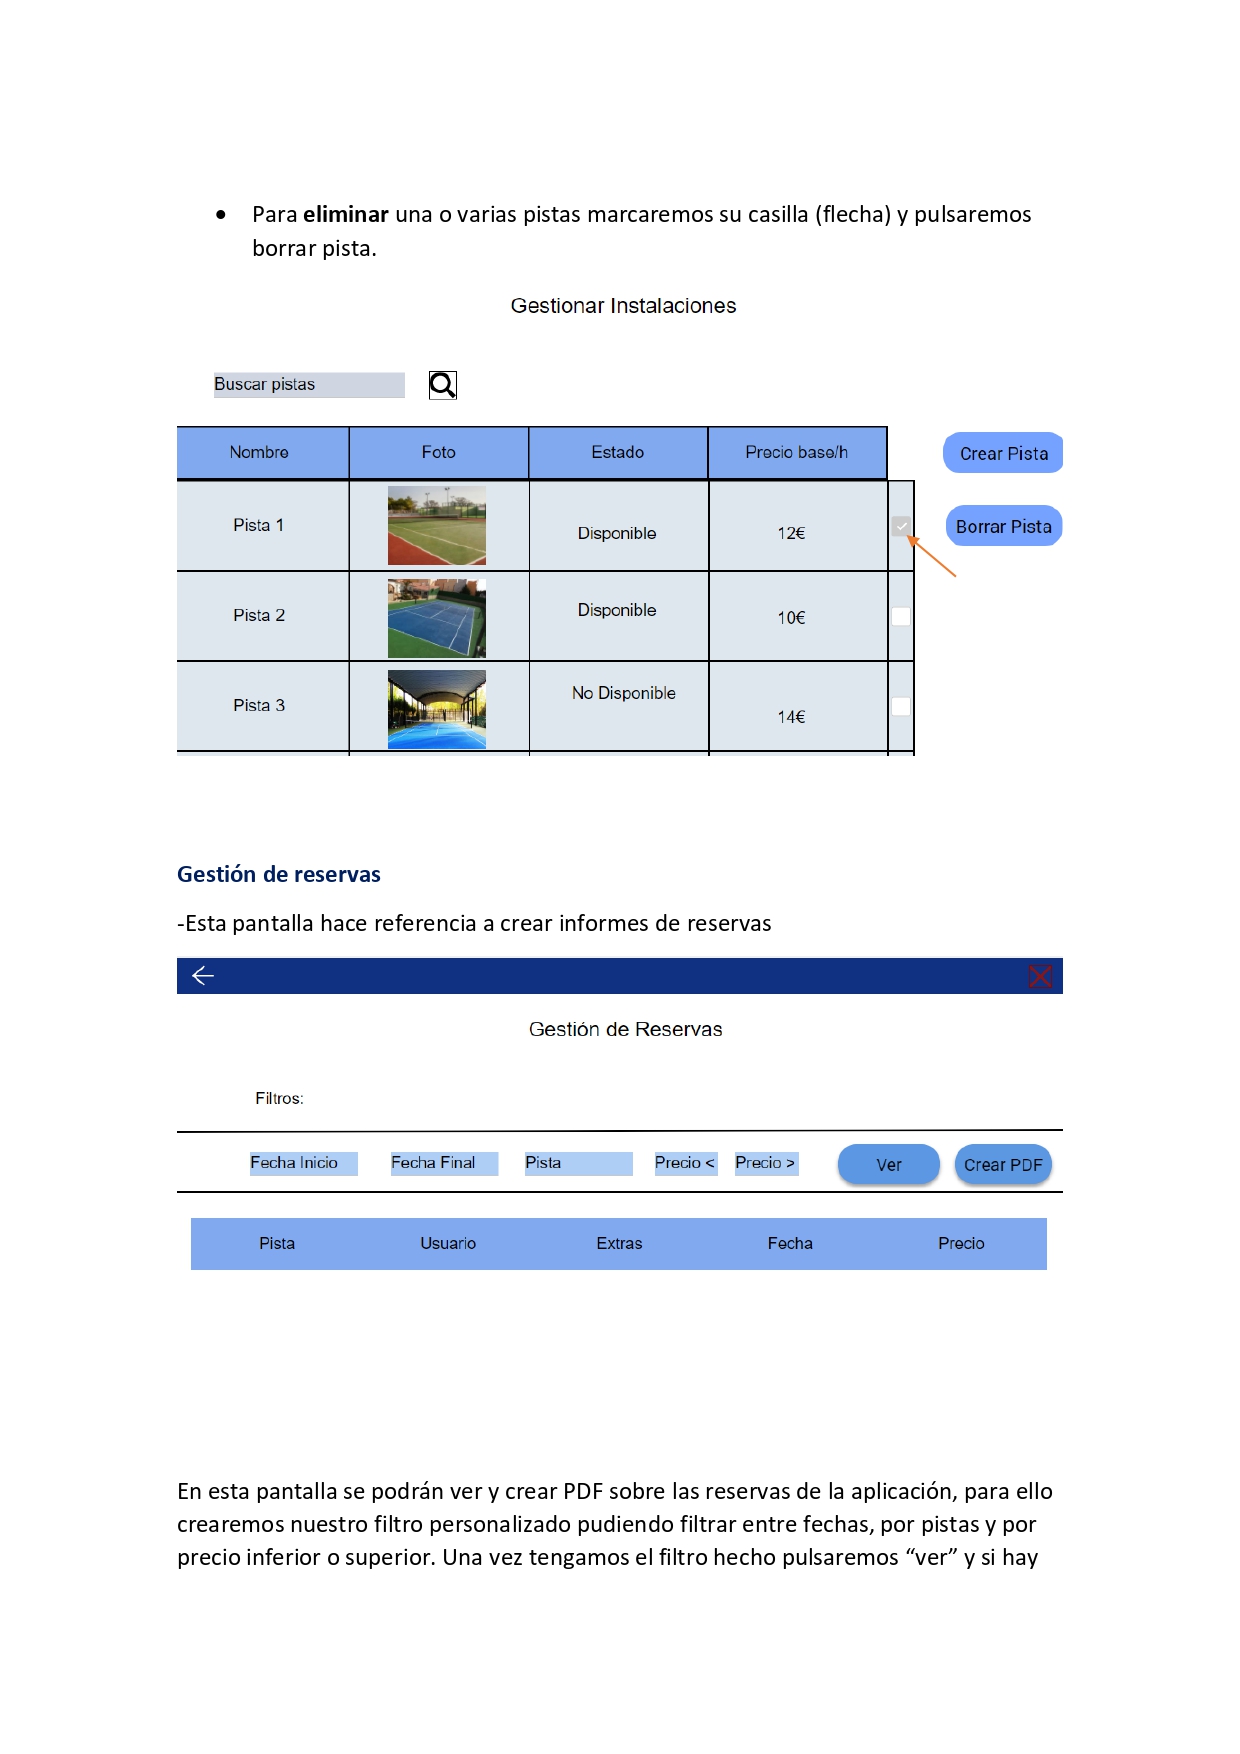 • Para eliminar una o varias pistas marcaremos su casilla (flecha) y pulsaremos
borrar pista.
Gestionar Instalaciones
Buscar pistas
Nombre Foto Estado Precio base/h
Crear Pista
Pista 1 Disponible 12€
Borrar Pista
Pista 2 Disponible 10€
Pista 3 No Disponible 14€
Gestión de reservas
-Esta pantalla hace referencia a crear informes de reservas
Gestión de Reservas
Filtros:
Fecha Inicio Fecha Final Pista Precio < Precio > Ver Crear PDF
Pista Usuario Extras Fecha Precio
En esta pantalla se podrán ver y crear PDF sobre las reservas de la aplicación, para ello
crearemos nuestro filtro personalizado pudiendo filtrar entre fechas, por pistas y por
precio inferior o superior. Una vez tengamos el filtro hecho pulsaremos “ver” y si hay